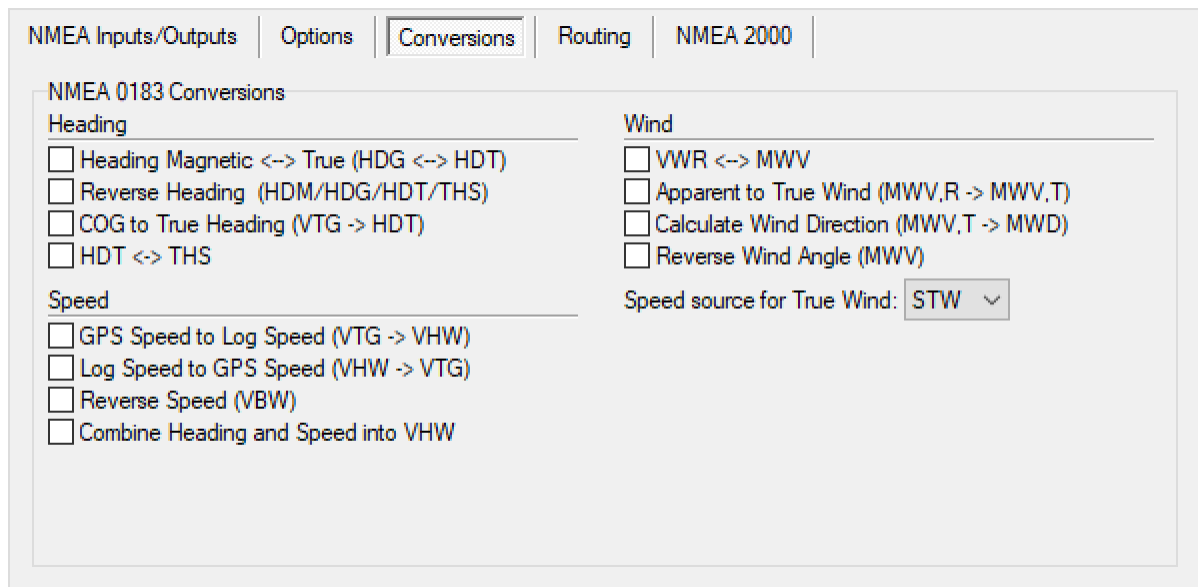 NMEA Inputs/Outputs
Options
Conversions
Routing
NMEA 2000
NMEA 0183 Conversions
Heading
Heading Magnetic <--> True (HDG <--> HDT)
Reverse Heading (HDM/HDG/HDT/THS)
COG to True Heading (VTG -> HDT)
HDT <-> THS
Speed
GPS Speed to Log Speed (VTG -> VHW)
Log Speed to GPS Speed (VHW -> VTG)
Reverse Speed (VBW)
Combine Heading and Speed into VHW
Wind
VWR <--> MWV
Apparent to True Wind (MWV,R -> MWV,T)
Calculate Wind Direction (MWV,T -> MWD)
Reverse Wind Angle (MWV)
Speed source for True Wind: STW